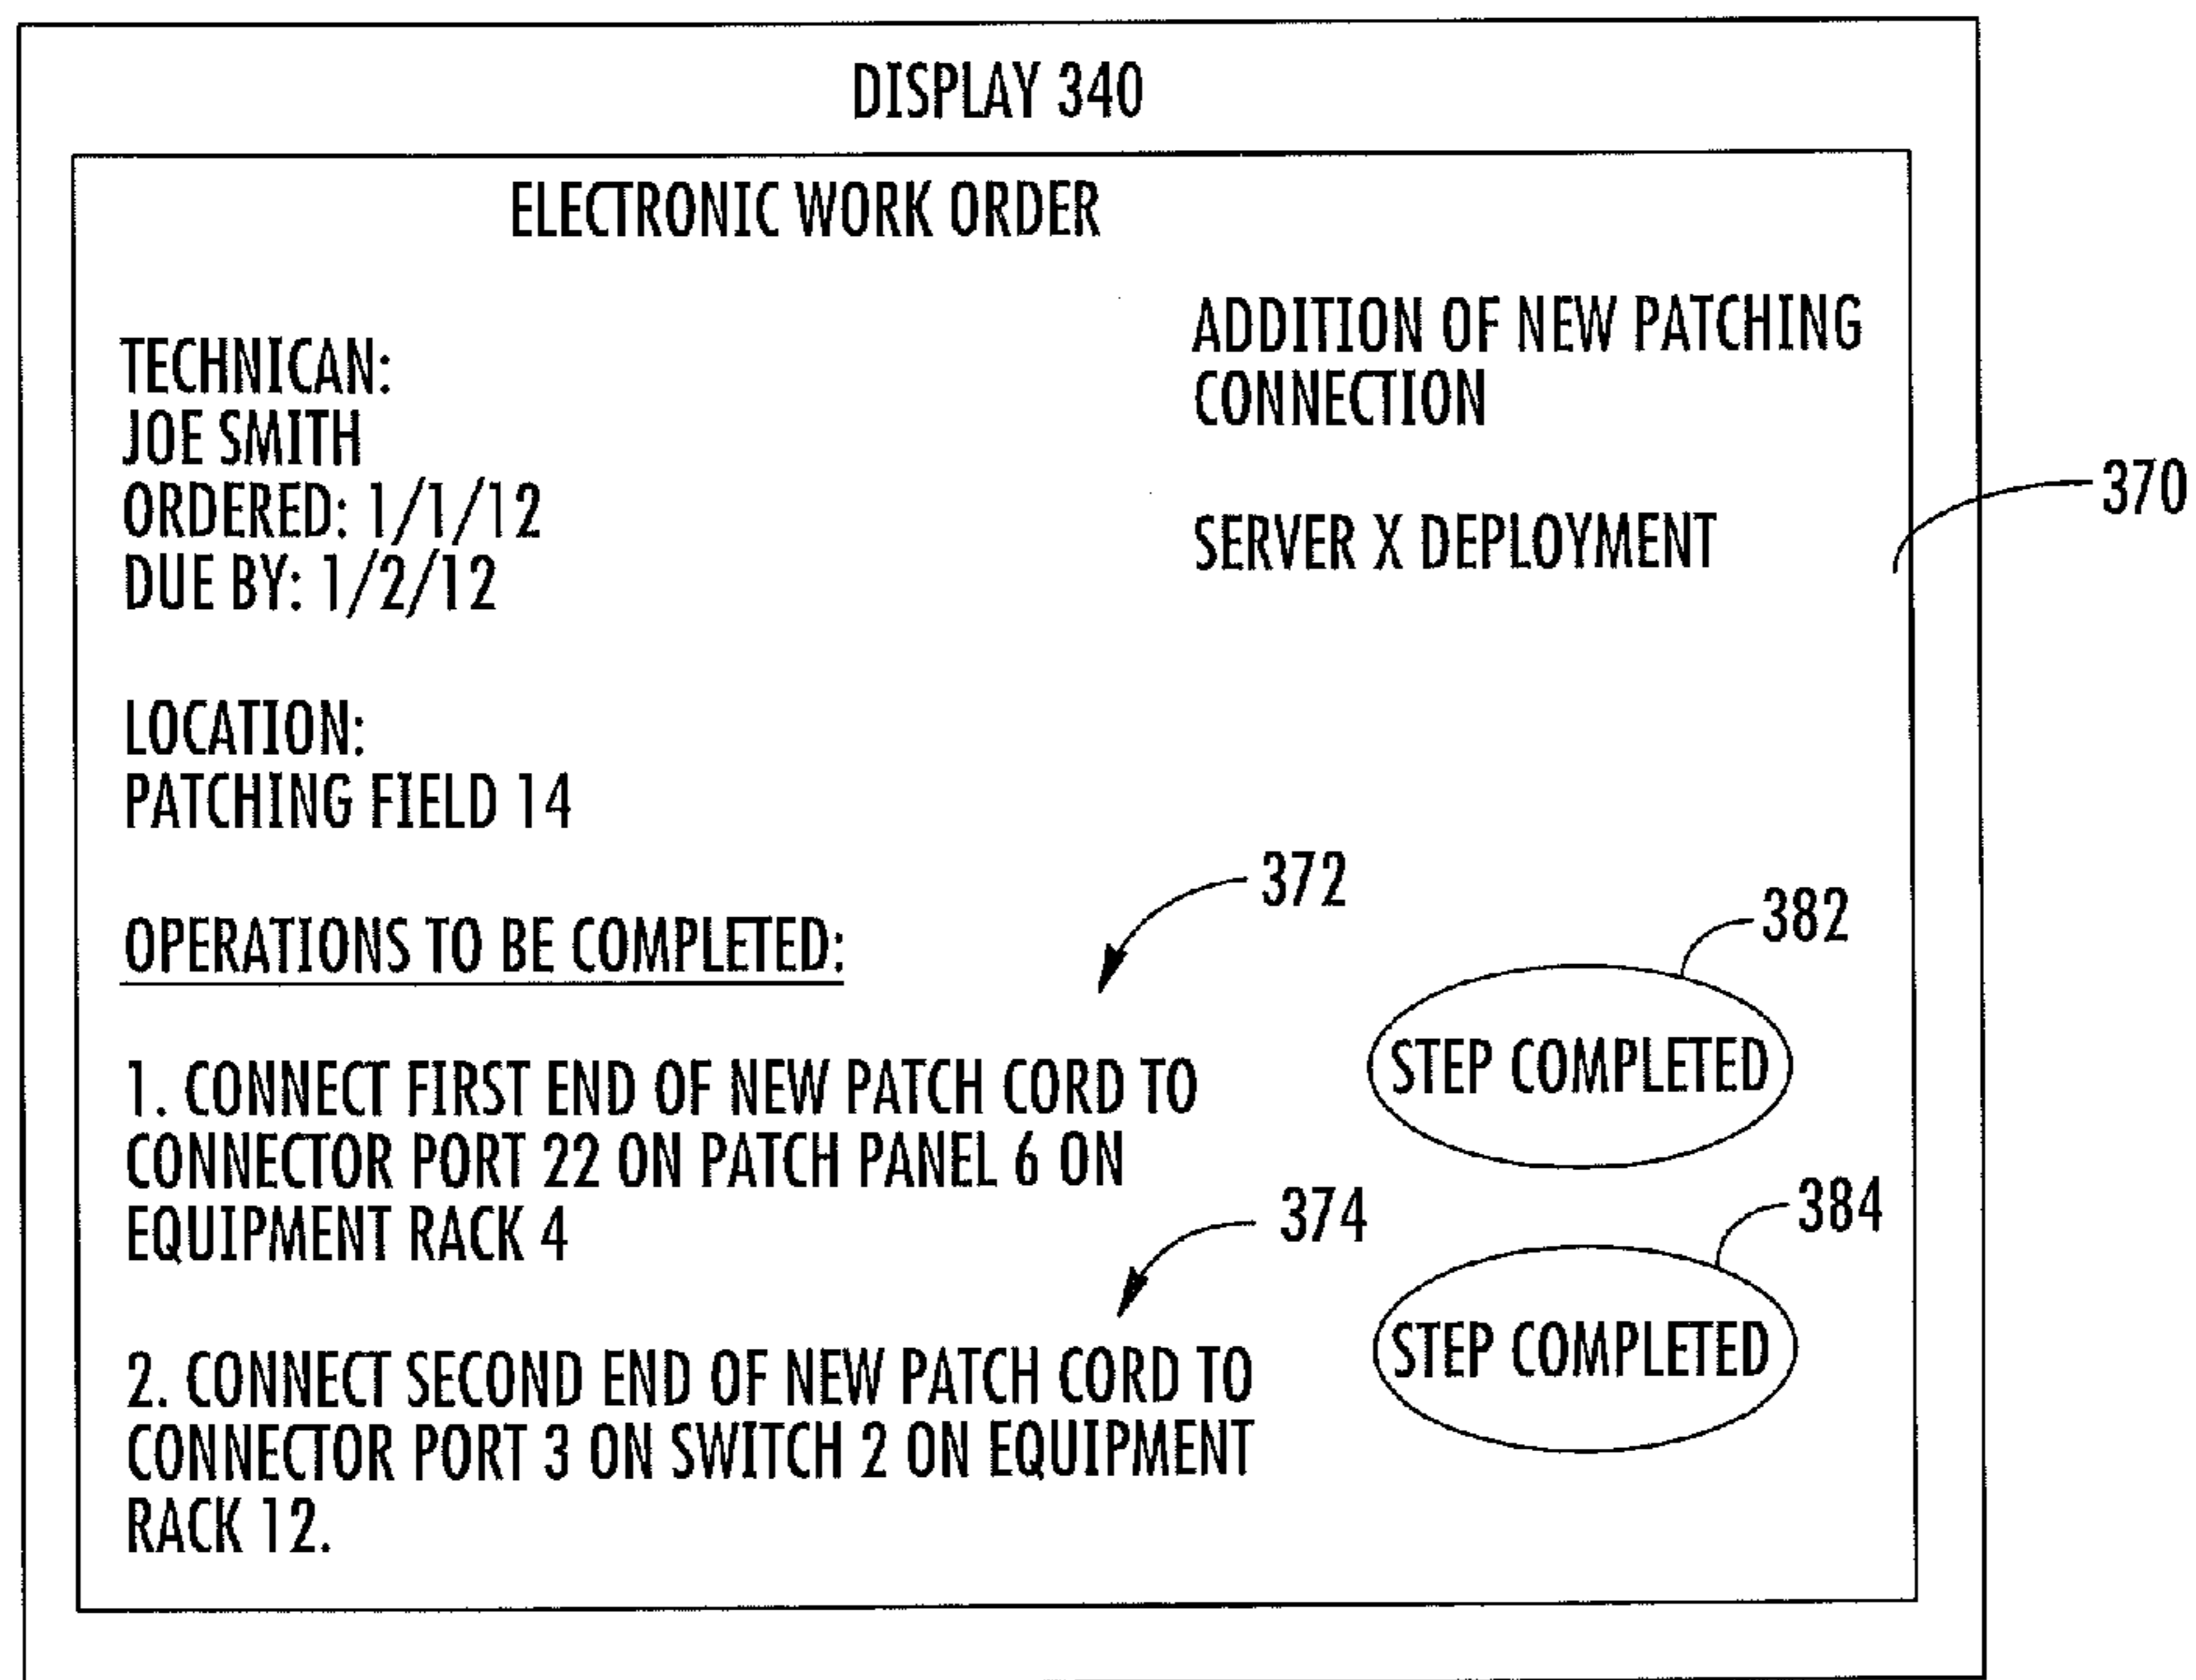 DISPLAY 340
ELECTRONIC WORK ORDER
ADDITION OF NEW PATCHING
CONNECTION
SERVER X DEPLOYMENT
370
TECHNICAN:
JOE SMITH
ORDERED: 1/1/12
DUE BY: 1/2/12
LOCATION:
PATCHING FIELD 14
372
382
OPERATIONS TO BE COMPLETED:
1. CONNECT FIRST END OF NEW PATCH CORD TO
CONNECTOR PORT 22 ON PATCH PANEL 6 ON
EQUIPMENT RACK 4
STEP COMPLETED
374
384
2. CONNECT SECOND END OF NEW PATCH CORD TO
CONNECTOR PORT 3 ON SWITCH 2 ON EQUIPMENT
RACK 12.
STEP COMPLETED